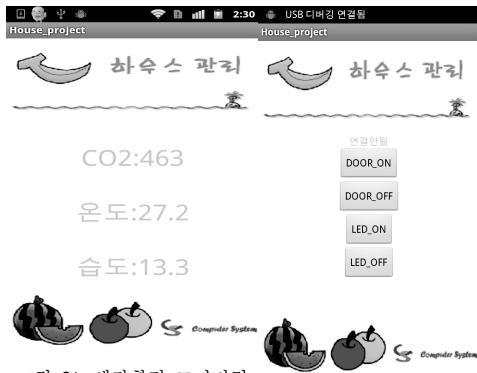 2:30
House_project
하우스 관리
CO2:463
온도:27.2
습도:13.3
Computer System
USB 디버깅 연결됨
House_project
하우스 관리
연결안됨
DOOR_ON
DOOR_OFF
LED_ON
LED_OFF
Computer System